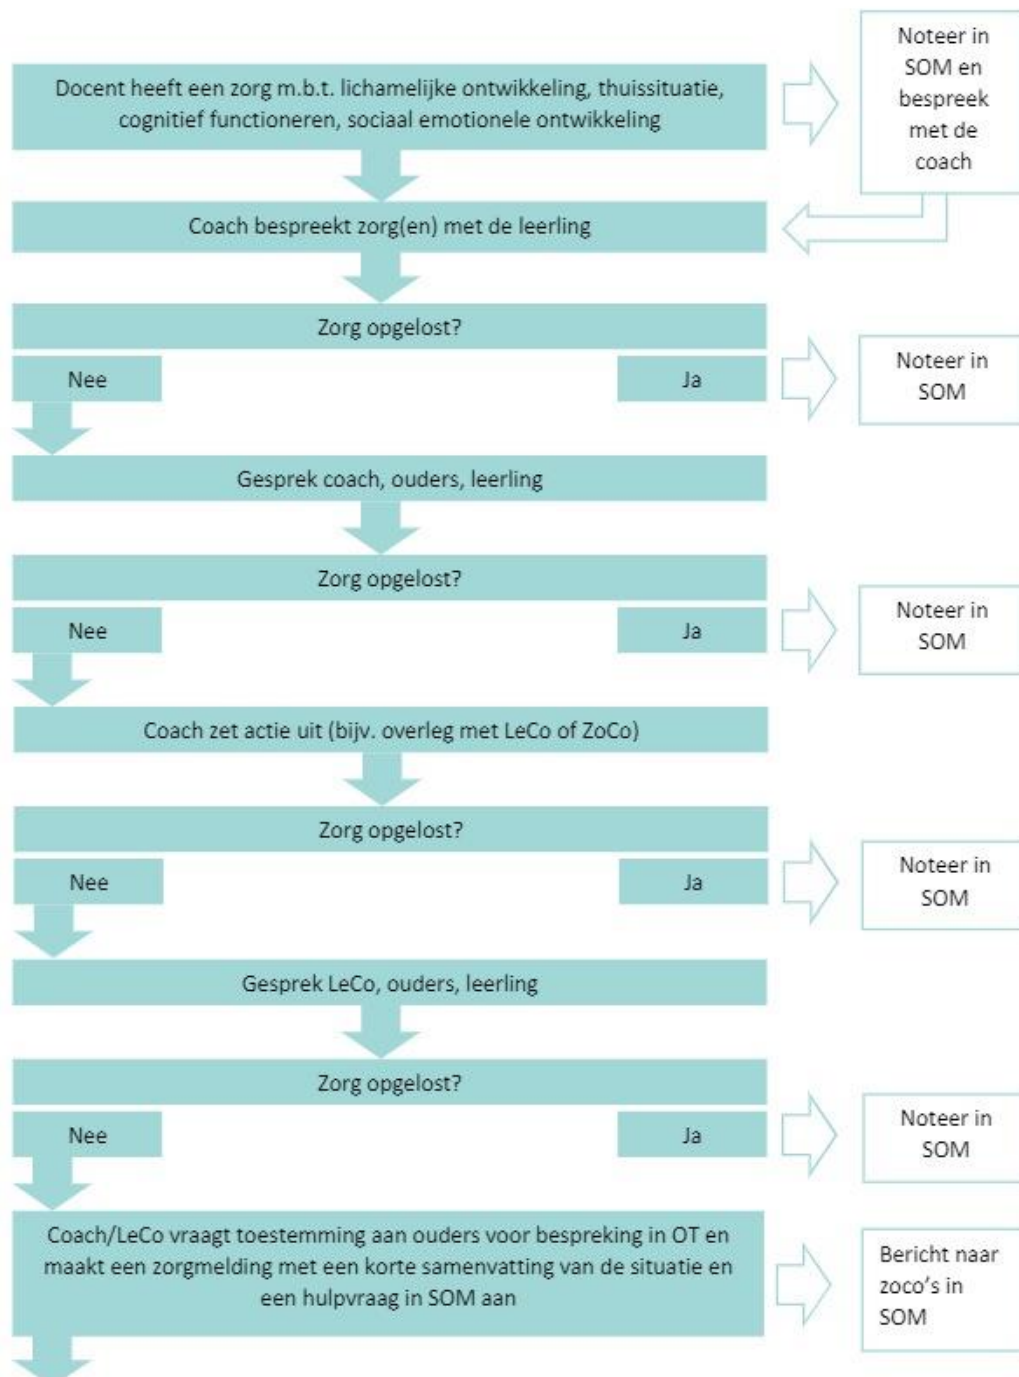 Docent heeft een zorg m.b.t. lichamelijke ontwikkeling, thuissituatie,
cognitief functioneren, sociaal emotionele ontwikkeling
Noteer in
SOM en
bespreek
met de
coach
Coach bespreekt zorg(en) met de leerling
Zorg opgelost?
Nee
Ja
Noteer in
SOM
Gesprek coach, ouders, leerling
Zorg opgelost?
Nee
Ja
Noteer in
SOM
Coach zet actie uit (bijv. overleg met LeCo of ZoCo)
Zorg opgelost?
Nee
Ja
Noteer in
SOM
Gesprek LeCo, ouders, leerling
Zorg opgelost?
Nee
Ja
Noteer in
SOM
Coach/LeCo vraagt toestemming aan ouders voor bespreking in OT en
maakt een zorgmelding met een korte samenvatting van de situatie en
een hulpvraag in SOM aan
Bericht naar
zoco's in
SOM